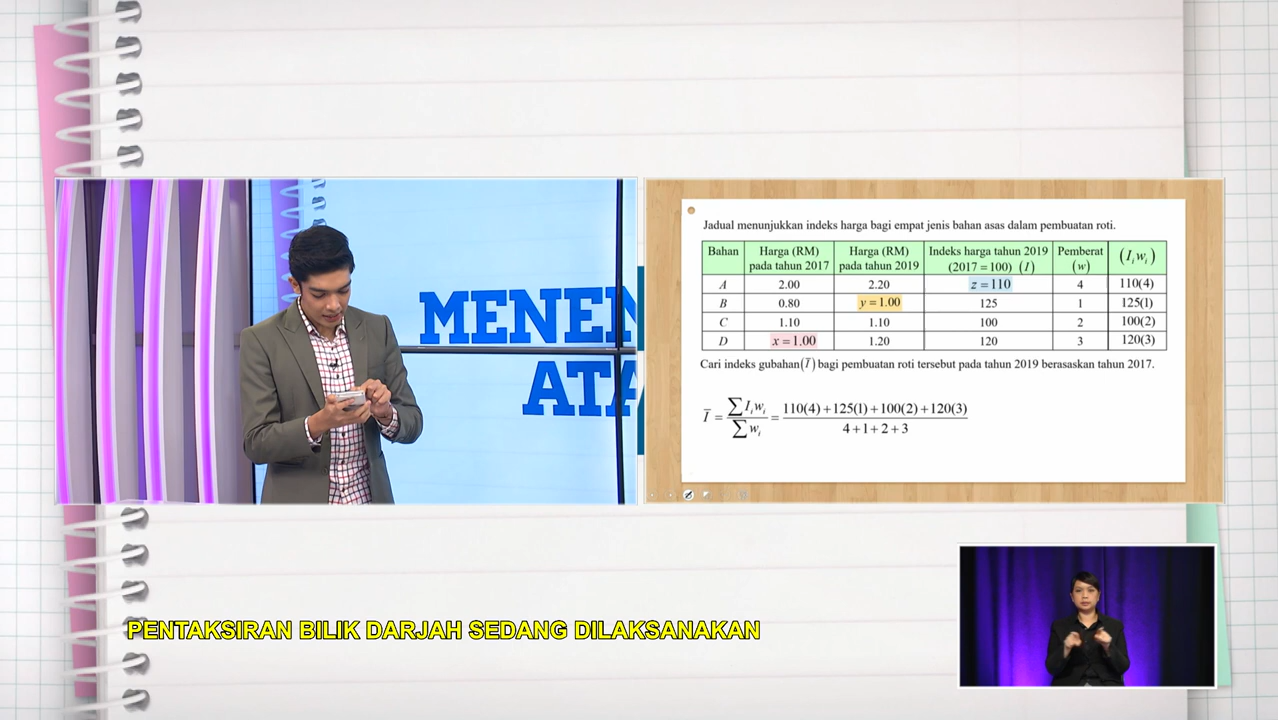 MENEN
ATA
Jadual menunjukkan indeks harga bagi empat jenis bahan asas dalam pembuatan roti.
Bahan Harga (RM) pada tahun 2017 Harga (RM) pada tahun 2019 Indeks harga tahun 2019 (2017 = 100) (I) Pemberat (w) (I_i w_i)
A 2.00 2.20 z = 110 4 110(4)
B 0.80 y = 1.00 125 1 125(1)
C 1.10 1.10 100 2 100(2)
D x = 1.00 1.20 120 3 120(3)
Cari indeks gubahan (Ī) bagi pembuatan roti tersebut pada tahun 2019 berasaskan tahun 2017.
Ī = ∑ I_i w_i / ∑ w_i = 110(4) + 125(1) + 100(2) + 120(3) / 4 + 1 + 2 + 3
PENTAKSIRAN BILIK DARJAH SEDANG DILAKSANAKAN